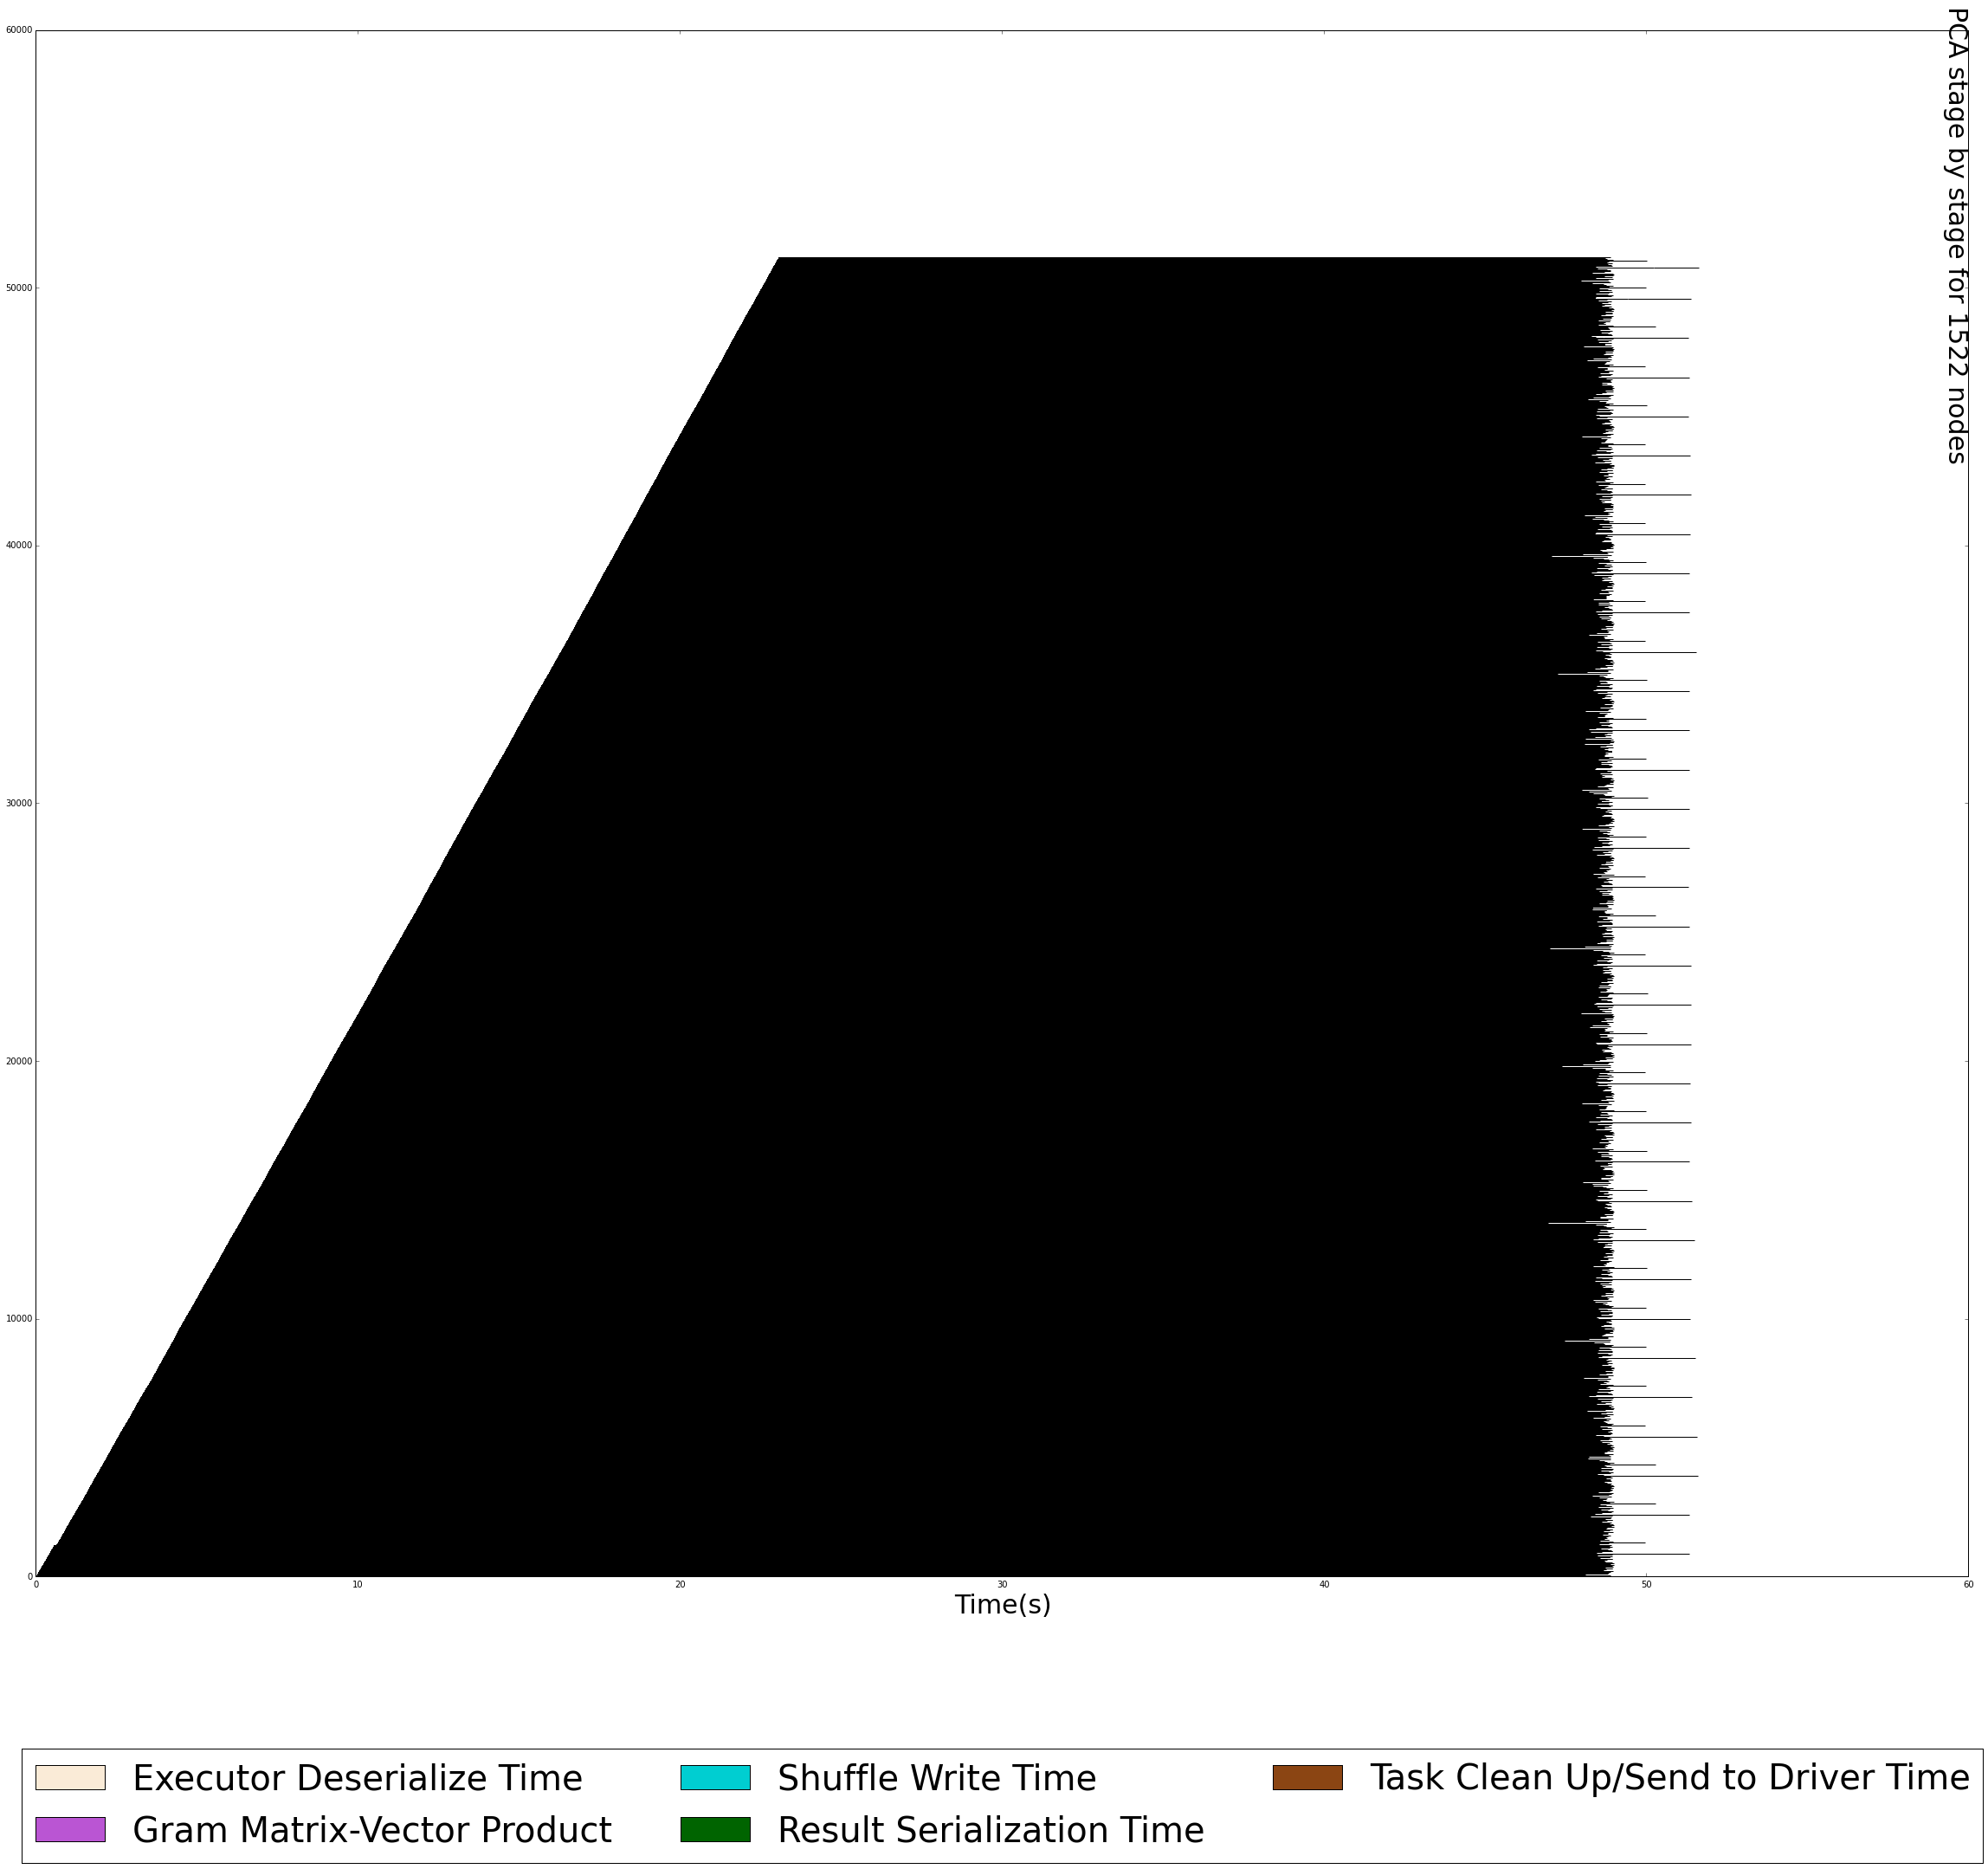 PCA stage by stage for 1522 nodes
60000
50000
40000
30000
20000
10000
0
0 10 20 30 40 50 60
Time(s)
Executor Deserialize Time
Gram Matrix-Vector Product
Shuffle Write Time
Result Serialization Time
Task Clean Up/Send to Driver Time